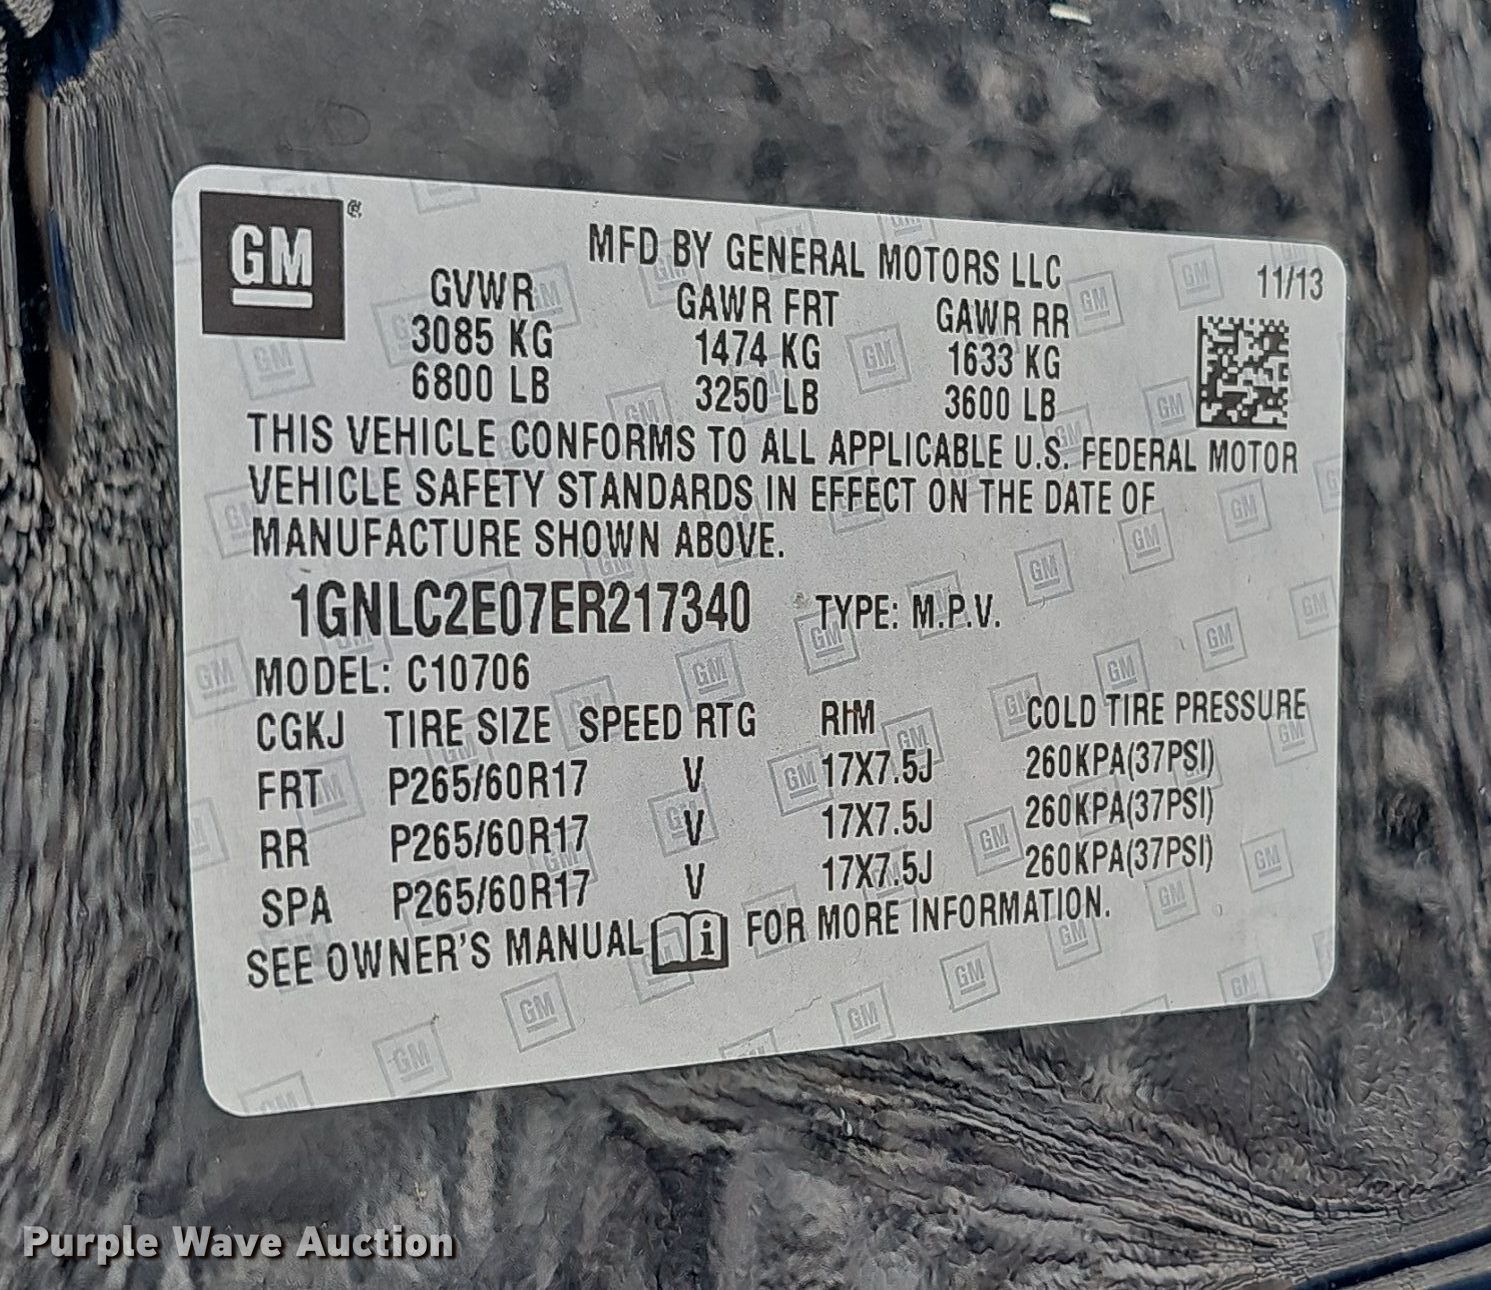 GM
MFD BY GENERAL MOTORS LLC
11/13
GVWR GAWR FRT GAWR RR
3085 KG 1474 KG 1633 KG
6800 LB 3250 LB 3600 LB
THIS VEHICLE CONFORMS TO ALL APPLICABLE U.S. FEDERAL MOTOR
VEHICLE SAFETY STANDARDS IN EFFECT ON THE DATE OF
MANUFACTURE SHOWN ABOVE.
1GNLC2E07ER217340 TYPE: M.P.V.
MODEL: C10706
CGKJ TIRE SIZE SPEED RTG RIM COLD TIRE PRESSURE
FRT P265/60R17 V 17X7.5J 260KPA(37PSI)
RR P265/60R17 V 17X7.5J 260KPA(37PSI)
SPA P265/60R17 V 17X7.5J 260KPA(37PSI)
SEE OWNER'S MANUAL i FOR MORE INFORMATION.
Purple Wave Auction